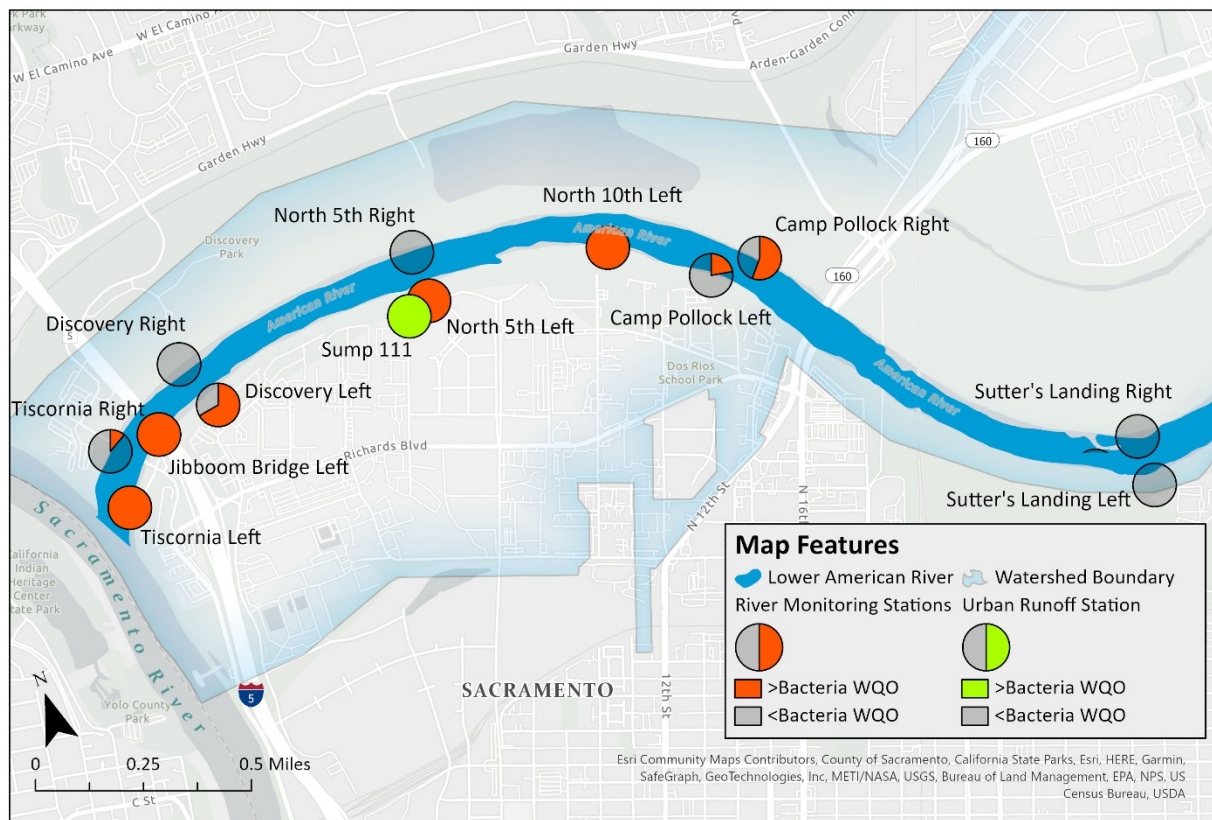 W El Camino Ave
W El Camino Av
Parkway
Garden Hwy
Arden-Garden Conn
Garden Hwy
160
160
Discovery Park
North 5th Right
North 10th Left
Camp Pollock Right
American River
American River
American River
Discovery Right
5
Sump 111
North 5th Left
Camp Pollock Left
Dos Rios
School Park
Discovery Left
Tiscornia Right
Jibboom Bridge Left
Richards Blvd
Sutter's Landing Right
Sutter's Landing Left
Tiscornia Left
N 12th St
N 16th
California
Indian
Heritage
Center
State Park
Sacramento River
Yolo County
Park
5
SACRAMENTO
12th St
C St
N
0 0.25 0.5 Miles
Map Features
Lower American River Watershed Boundary
River Monitoring Stations Urban Runoff Station
>Bacteria WQO >Bacteria WQO
<Bacteria WQO <Bacteria WQO
Esri Community Maps Contributors, County of Sacramento, California State Parks, Esri, HERE, Garmin,
SafeGraph, GeoTechnologies, Inc, METI/NASA, USGS, Bureau of Land Management, EPA, NPS, US
Census Bureau, USDA